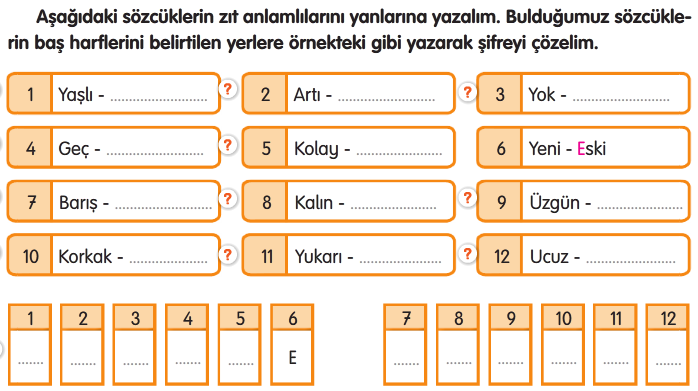 Aşağıdaki sözcüklerin zıt anlamlılarını yanlarına yazalım. Bulduğumuz sözcükle-
rin baş harflerini belirtilen yerlere örnekteki gibi yazarak şifreyi çözelim.
1 Yaşlı - ........................ ? 2 Artı - ........................ ? 3 Yok - ........................
4 Geç - ........................ ? 5 Kolay - ..................... 6 Yeni - Eski
7 Barış - ........................ ? 8 Kalın - ..................... ? 9 Üzgün - .....................
10 Korkak - ................... ? 11 Yukarı - .................... ? 12 Ucuz - ......................
1 2 3 4 5 6 7 8 9 10 11 12
...... ...... ...... ...... ...... E ...... ...... ...... ...... ...... ......